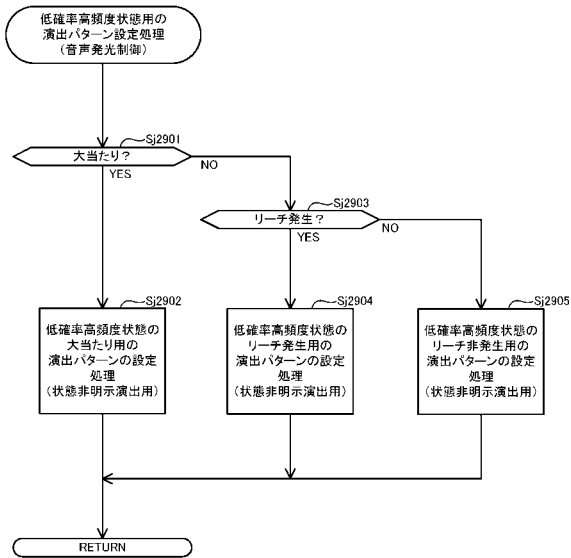 低確率高頻度状態用の
演出パターン設定処理
（音声発光制御）
Sj2901
大当たり？
YES
NO
Sj2903
リーチ発生？
YES
NO
Sj2902
低確率高頻度状態の
大当たり用の
演出パターンの設定
処理
（状態非明示演出用）
Sj2904
低確率高頻度状態の
リーチ発生用の
演出パターンの設定
処理
（状態非明示演出用）
Sj2905
低確率高頻度状態の
リーチ非発生用の
演出パターンの設定
処理
（状態非明示演出用）
RETURN